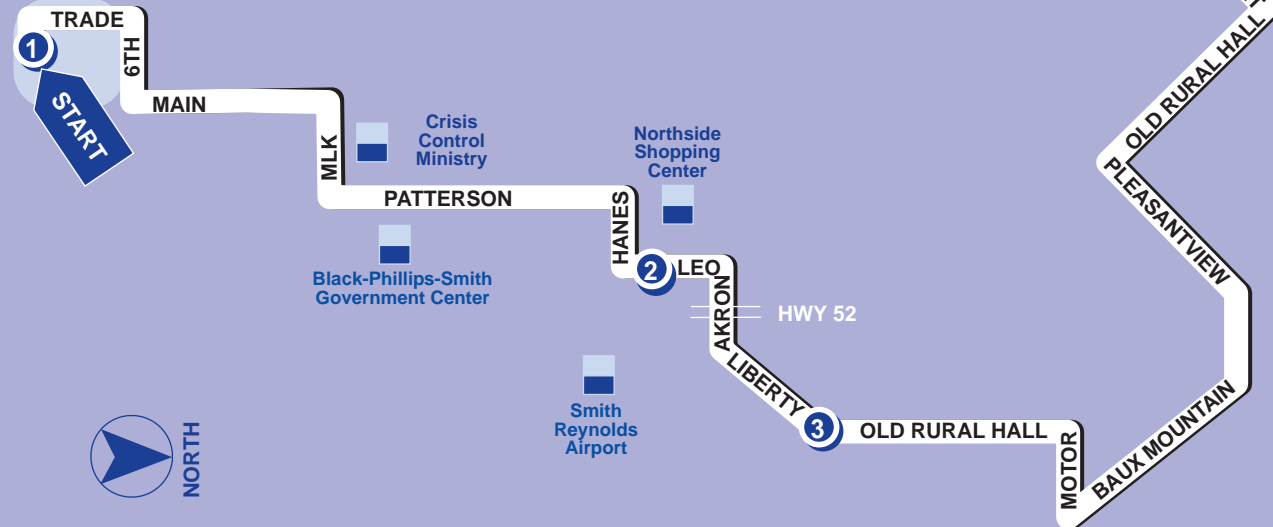 TRADE
1
START
6TH
MAIN
MLK
Crisis
Control
Ministry
PATTERSON
Black-Phillips-Smith
Government Center
HANES
Northside
Shopping
Center
2
LEO
AKRON
HWY 52
LIBERTY
Smith
Reynolds
Airport
3
OLD RURAL HALL
MOTOR
BAUX MOUNTAIN
PLEASANTVIEW
OLD RURAL HALL
NORTH